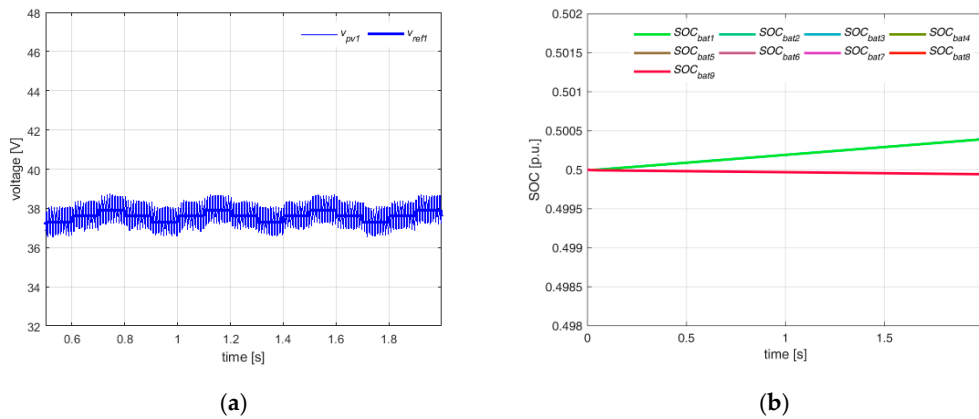 48
46
44
42
40
38
36
34
32
voltage [V]
v_pv1 v_ref1
0.6 0.8 1 1.2 1.4 1.6 1.8
time [s]
(a)
0.502
0.5015
0.501
0.5005
0.5
0.4995
0.499
0.4985
0.498
SOC [p.u.]
SOC_bat1 SOC_bat2 SOC_bat3 SOC_bat4
SOC_bat5 SOC_bat6 SOC_bat7 SOC_bat8
SOC_bat9
0 0.5 1 1.5
time [s]
(b)